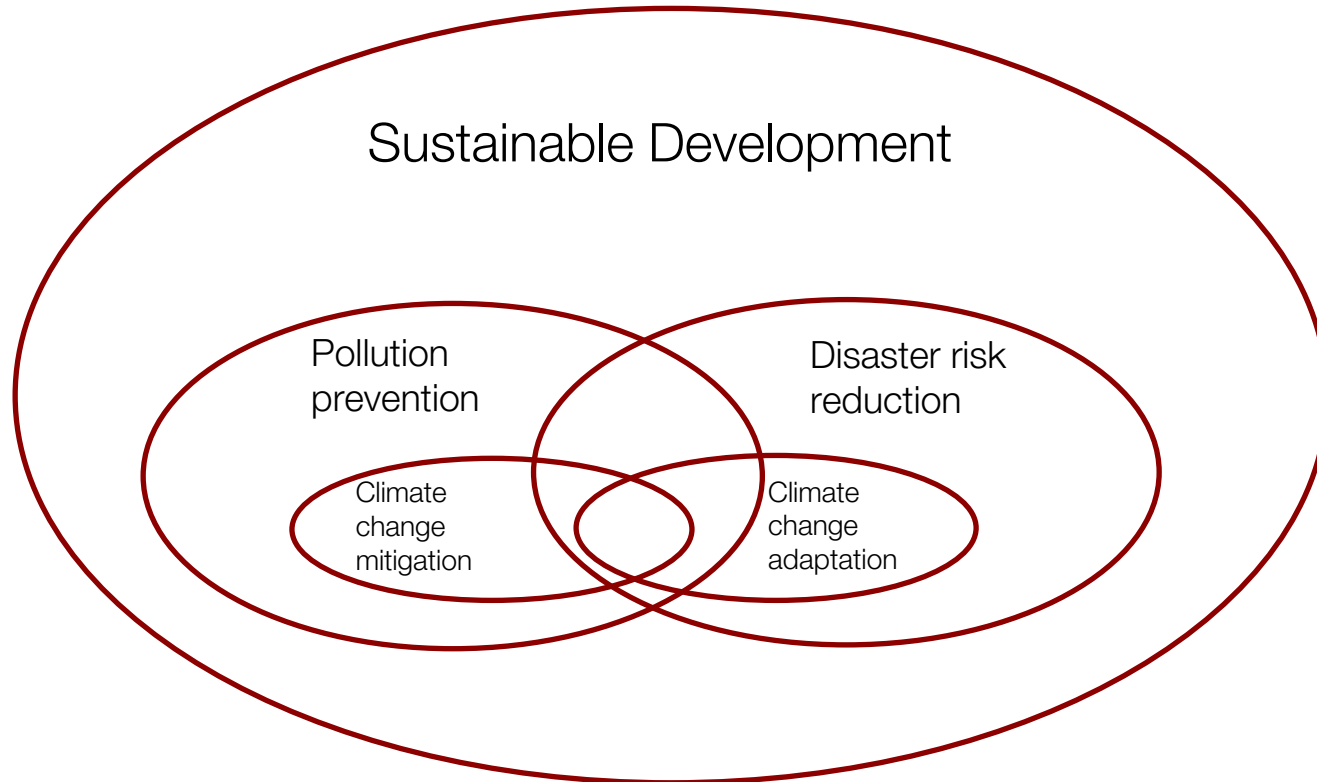 Sustainable Development
Pollution
prevention
Disaster risk
reduction
Climate
change
mitigation
Climate
change
adaptation